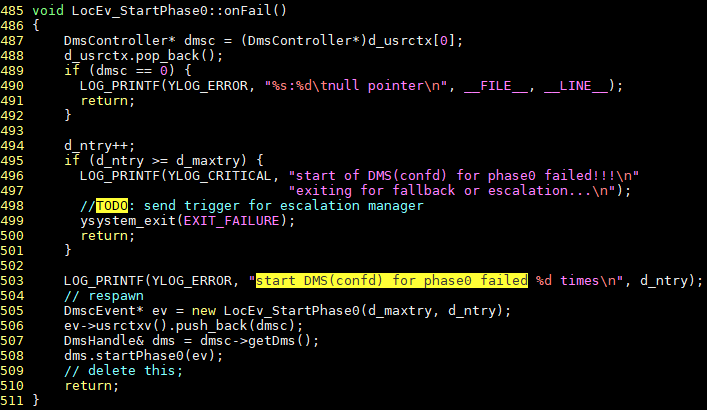 485 void LocEv_StartPhase0::onFail()
486 {
487     DmsController* dmsc = (DmsController*)d_usrctx[0];
488     d_usrctx.pop_back();
489     if (dmsc == 0) {
490       LOG_PRINTF(YLOG_ERROR, "%s:%d\tnull pointer\n", __FILE__, __LINE__);
491       return;
492     }
493
494     d_ntry++;
495     if (d_ntry >= d_maxtry) {
496       LOG_PRINTF(YLOG_CRITICAL, "start of DMS(confd) for phase0 failed!!!\n"
497                                 "exiting for fallback or escalation...\n");
498       //TODO: send trigger for escalation manager
499       ysystem_exit(EXIT_FAILURE);
500       return;
501     }
502
503     LOG_PRINTF(YLOG_ERROR, "start DMS(confd) for phase0 failed %d times\n", d_ntry);
504     // respawn
505     DmscEvent* ev = new LocEv_StartPhase0(d_maxtry, d_ntry);
506     ev->usrctxv().push_back(dmsc);
507     DmsHandle& dms = dmsc->getDms();
508     dms.startPhase0(ev);
509     // delete this;
510     return;
511 }